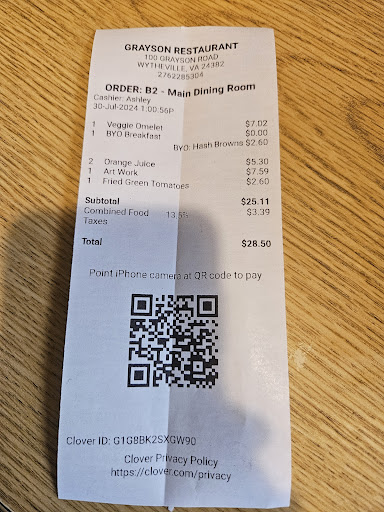 GRAYSON RESTAURANT
100 GRAYSON ROAD
WYTHEVILLE, VA 24382
2762285304
ORDER: B2 - Main Dining Room
Cashier: Ashley
30-Jul-2024 1:00:56P
1 Veggie Omelet $7.02
1 BYO Breakfast $0.00
BYO: Hash Browns $2.60
2 Orange Juice $5.30
1 Art Work $7.59
1 Fried Green Tomatoes $2.60
Subtotal $25.11
Combined Food 13.5% $3.39
Taxes
Total $28.50
Point iPhone camera at QR code to pay
Clover ID: G1G8BK2SXGW90
Clover Privacy Policy
https://clover.com/privacy